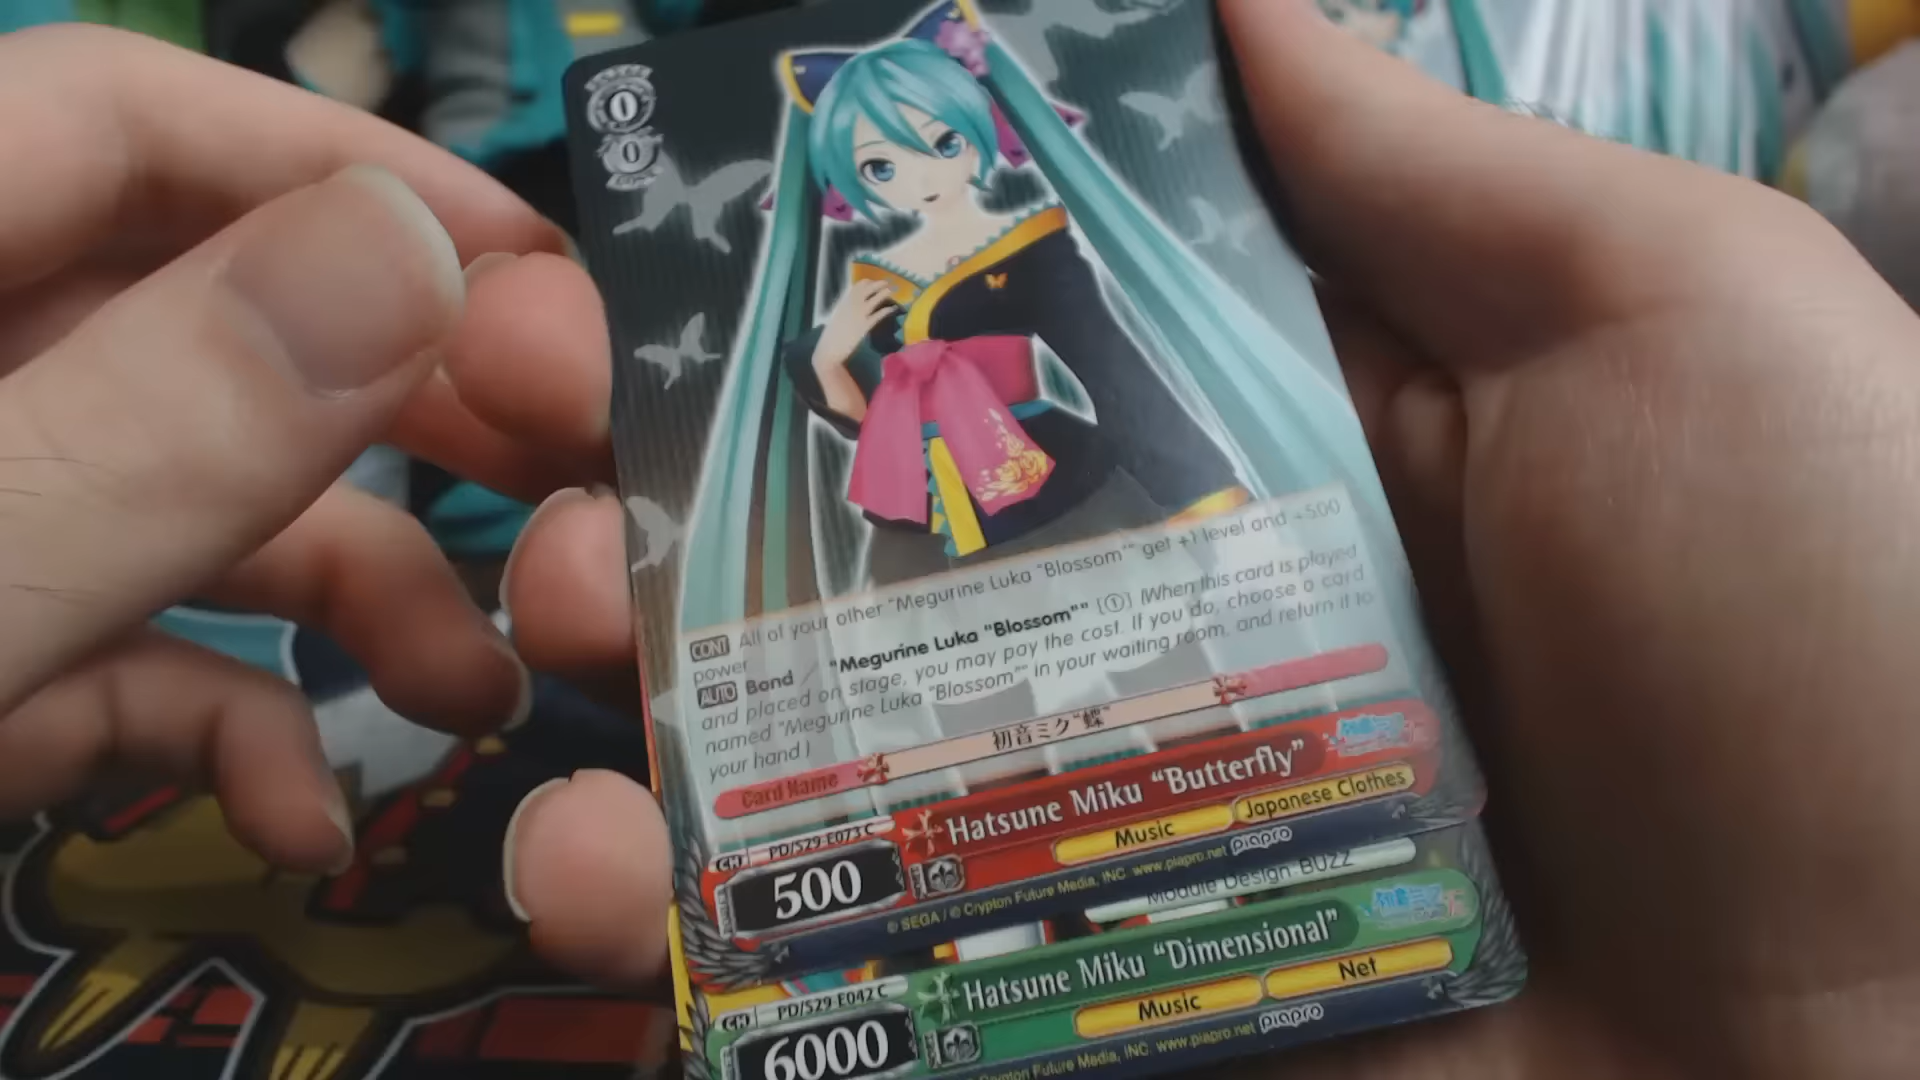 0
0
CONT All of your other "Megurine Luka "Blossom"" get +1 level and +500
power
AUTO Bond / "Megurine Luka "Blossom"" [①] (When this card is played
and placed on stage, you may pay the cost. If you do, choose a card
named "Megurine Luka "Blossom"" in your waiting room, and return it to
your hand)
初音ミク"蝶"
Card Name
Hatsune Miku "Butterfly"
CH PD/S29-E073 C
Music
Japanese Clothes
500
© SEGA / © Crypton Future Media, INC. www.piapro.net piapro
Module Design: BUZZ
Hatsune Miku "Dimensional"
CH PD/S29-E042 C
Music
Net
6000
Crypton Future Media, INC. www.piapro.net piapro